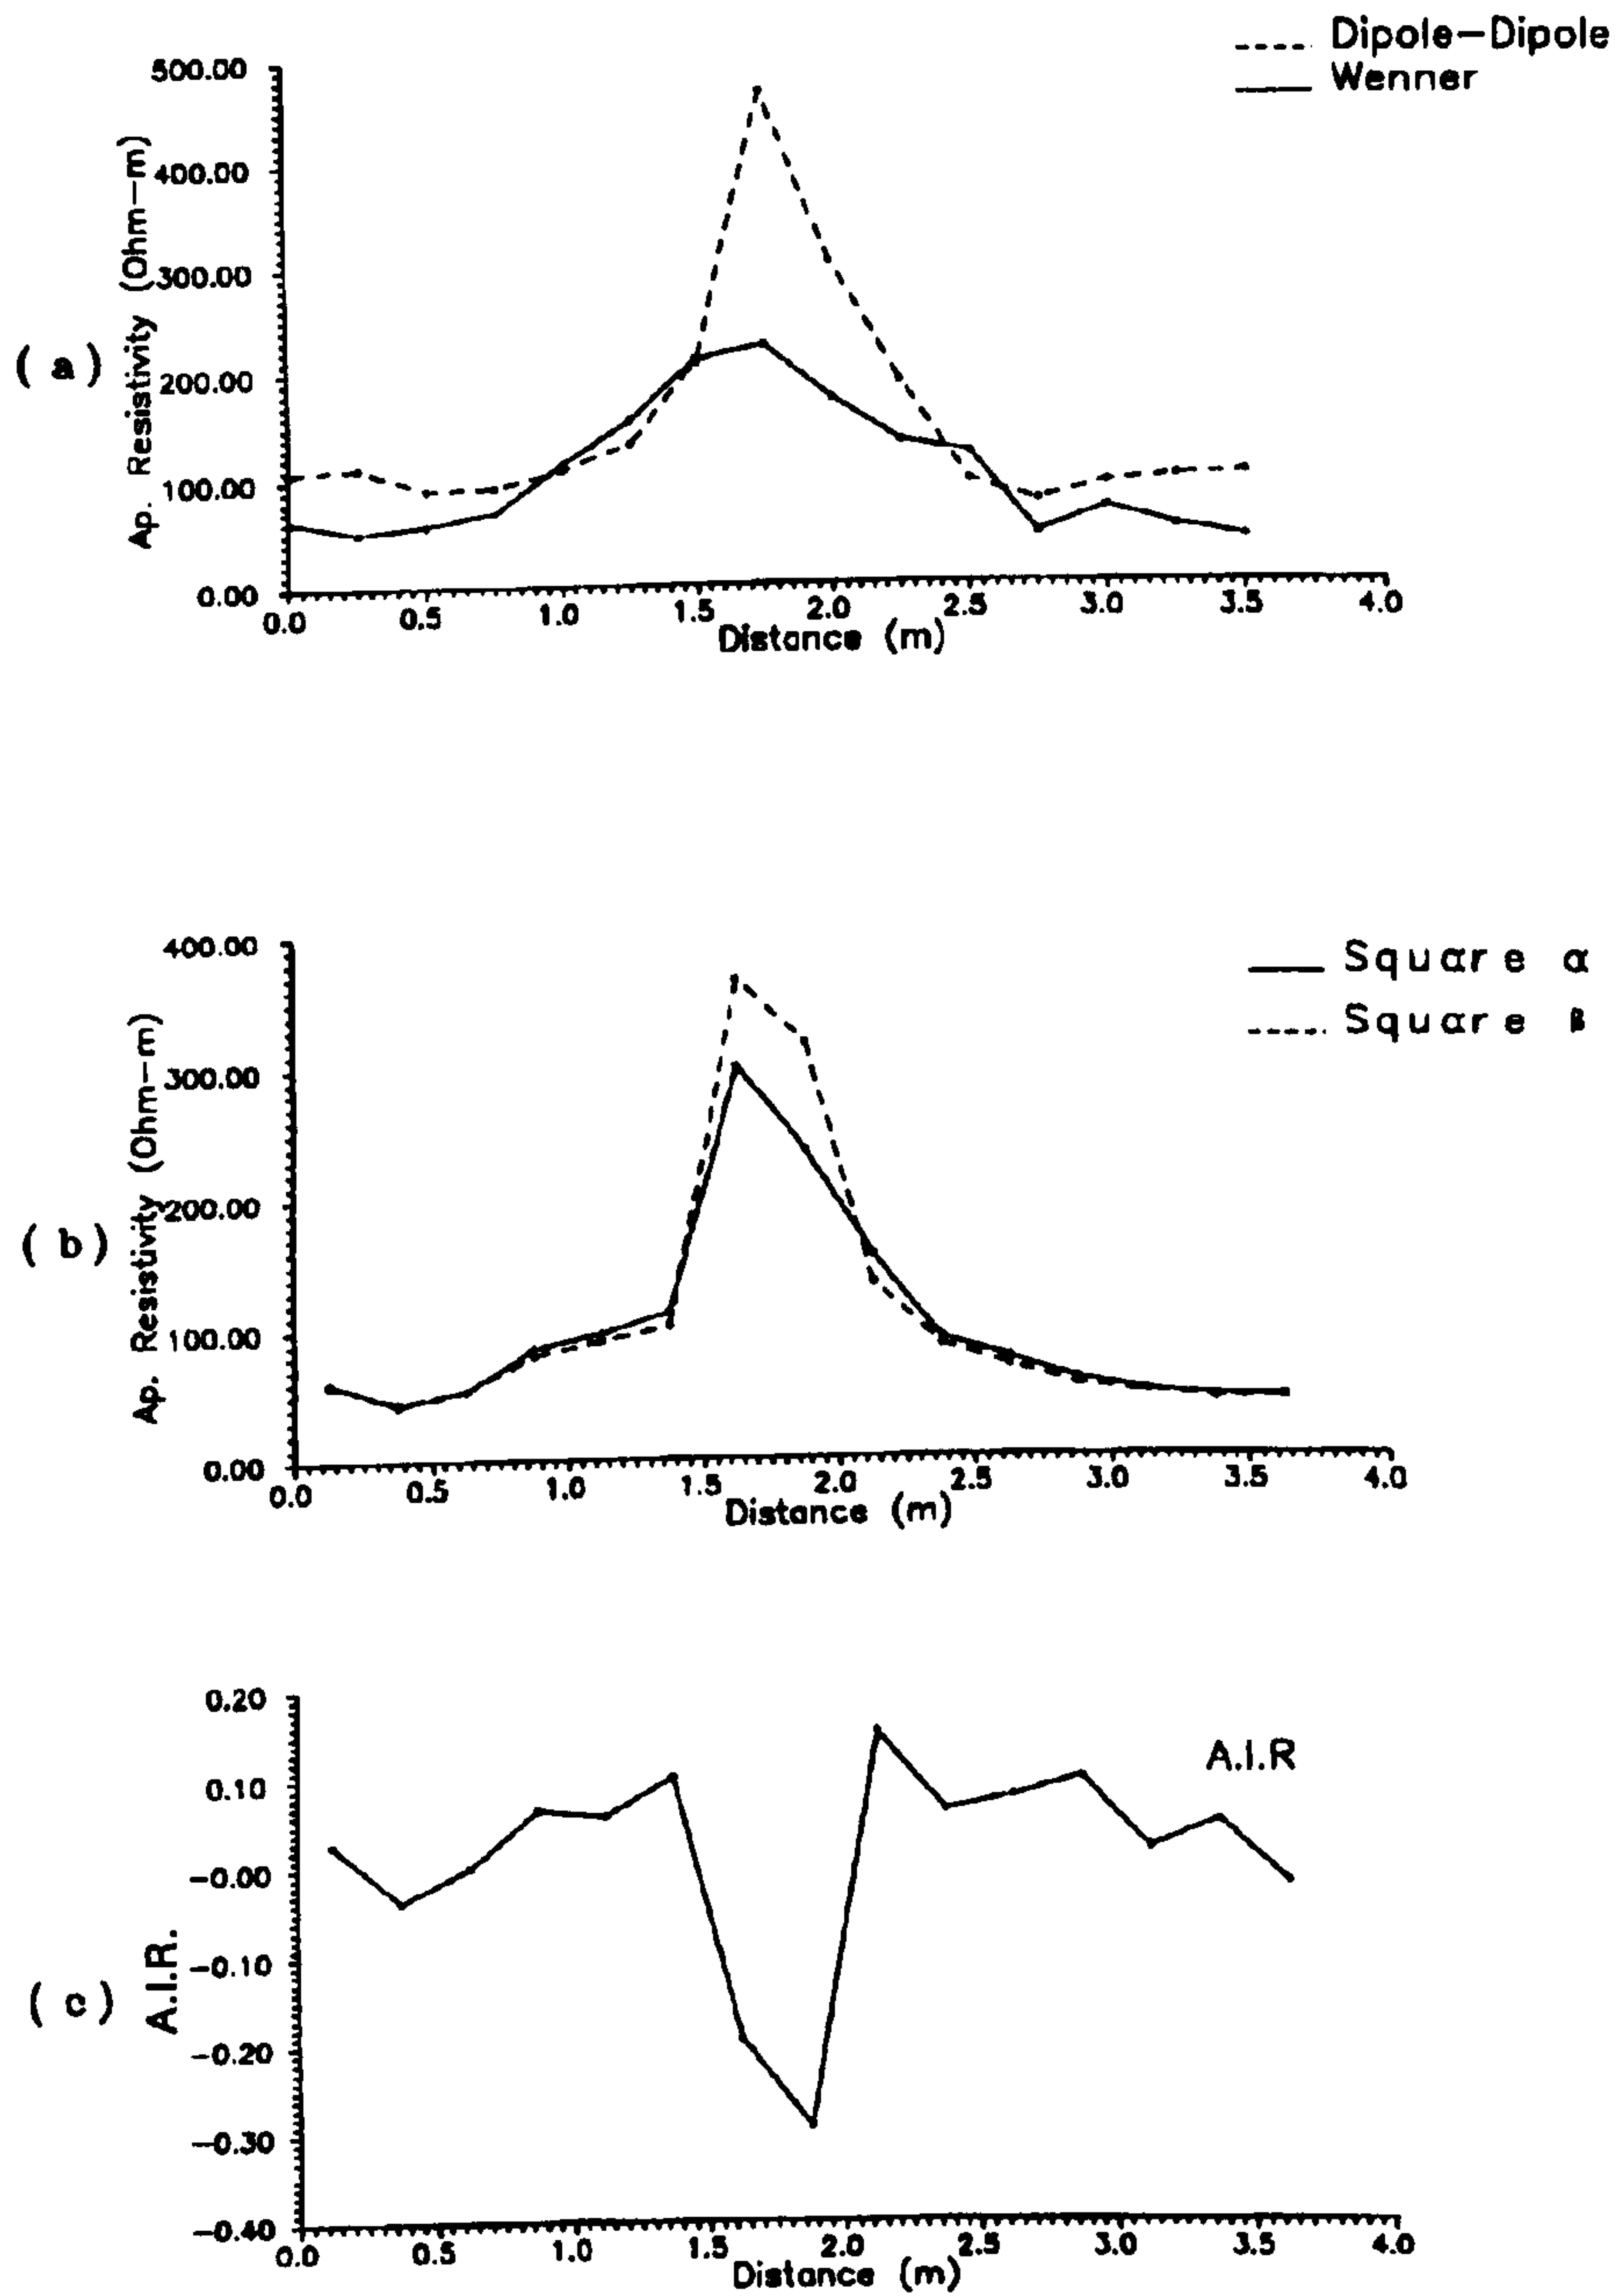 Dipole-Dipole
Wenner
500.00
400.00
300.00
200.00
100.00
0.00
Ap. Resistivity (Ohm-m)
(a)
0.0 0.5 1.0 1.5 2.0 2.5 3.0 3.5 4.0
Distance (m)
Square α
Square β
400.00
300.00
200.00
100.00
0.00
Ap. Resistivity (Ohm-m)
(b)
0.0 0.5 1.0 1.5 2.0 2.5 3.0 3.5 4.0
Distance (m)
A.I.R
0.20
0.10
-0.00
-0.10
-0.20
-0.30
-0.40
A.I.R.
(c)
0.0 0.5 1.0 1.5 2.0 2.5 3.0 3.5 4.0
Distance (m)